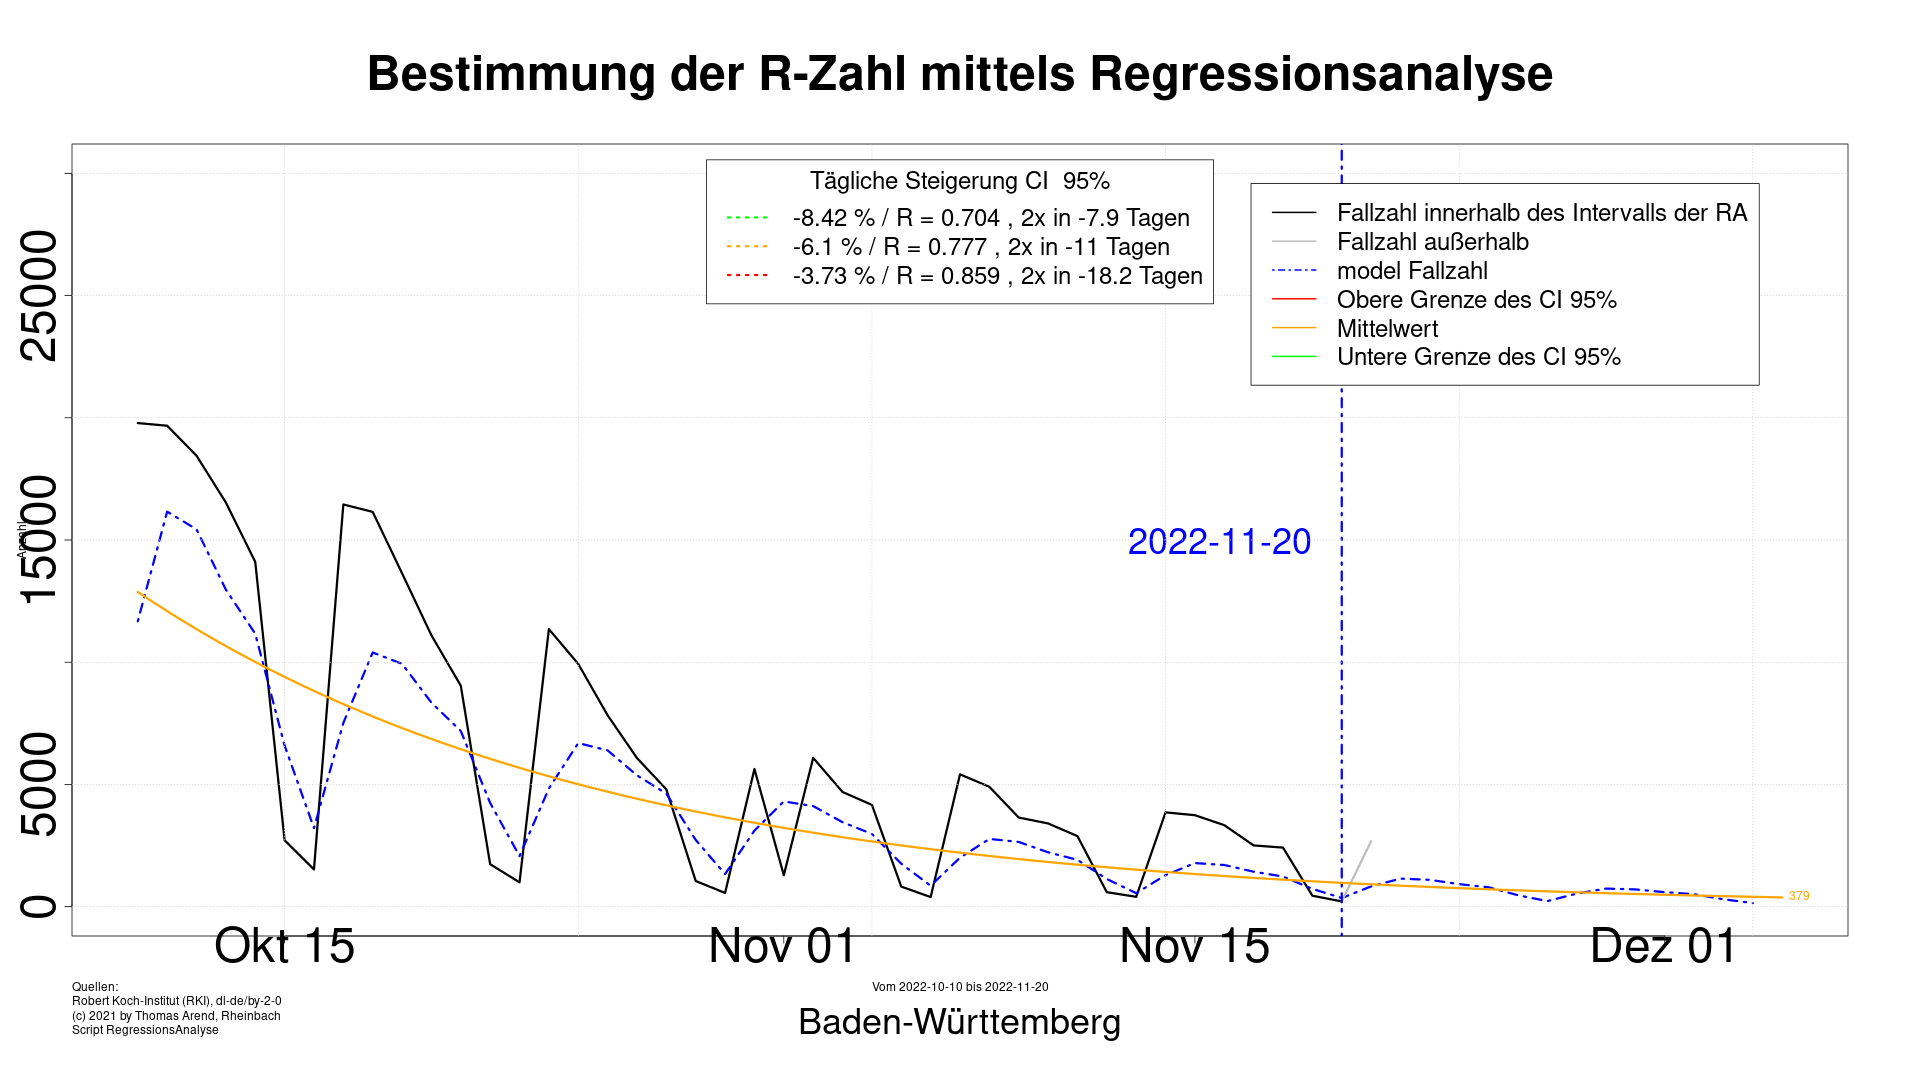 Bestimmung der R-Zahl mittels Regressionsanalyse
Tägliche Steigerung CI  95%
-8.42 % / R = 0.704 , 2x in -7.9 Tagen
-6.1 % / R = 0.777 , 2x in -11 Tagen
-3.73 % / R = 0.859 , 2x in -18.2 Tagen
Fallzahl innerhalb des Intervalls der RA
Fallzahl außerhalb
model Fallzahl
Obere Grenze des CI 95%
Mittelwert
Untere Grenze des CI 95%
25000
15000
5000
0
Anzahl
2022-11-20
379
Okt 15
Nov 01
Nov 15
Dez 01
Quellen:
Robert Koch-Institut (RKI), dl-de/by-2-0
(c) 2021 by Thomas Arend, Rheinbach
Script RegressionsAnalyse
Vom 2022-10-10 bis 2022-11-20
Baden-Württemberg